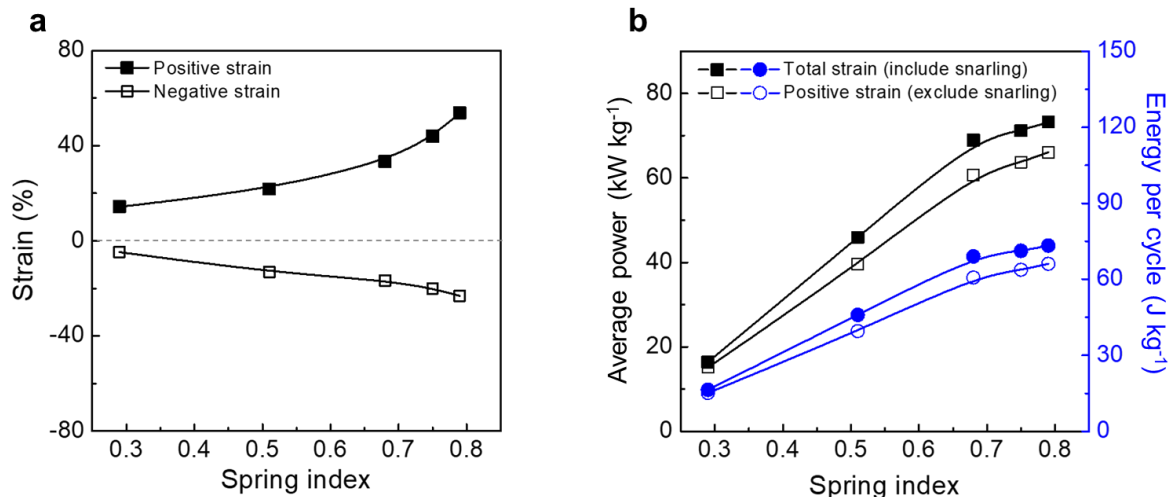 a
80
40
0
-40
-80
Strain (%)
Positive strain
Negative strain
0.3 0.4 0.5 0.6 0.7 0.8
Spring index
b
80
60
40
20
0
Average power (kW kg-1)
Total strain (include snarling)
Positive strain (exclude snarling)
150
120
90
60
30
0
Energy per cycle (J kg-1)
0.3 0.4 0.5 0.6 0.7 0.8
Spring index